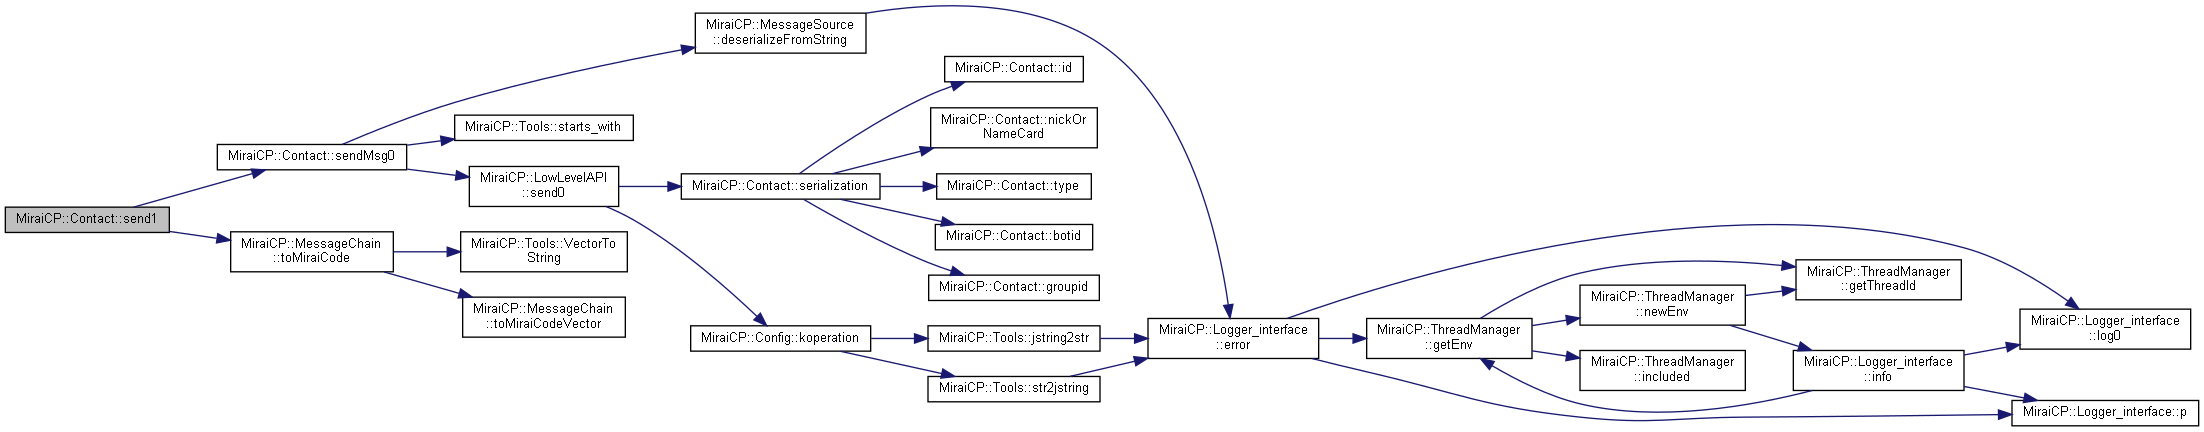 MiraiCP::Contact::send1
MiraiCP::Contact::sendMsg0
MiraiCP::MessageChain
::toMiraiCode
MiraiCP::MessageSource
::deserializeFromString
MiraiCP::Tools::starts_with
MiraiCP::LowLevelAPI
::send0
MiraiCP::Tools::VectorTo
String
MiraiCP::MessageChain
::toMiraiCodeVector
MiraiCP::Contact::serialization
MiraiCP::Config::koperation
MiraiCP::Contact::id
MiraiCP::Contact::nickOr
NameCard
MiraiCP::Contact::type
MiraiCP::Contact::botid
MiraiCP::Contact::groupid
MiraiCP::Tools::jstring2str
MiraiCP::Tools::str2jstring
MiraiCP::Logger_interface
::error
MiraiCP::ThreadManager
::getEnv
MiraiCP::ThreadManager
::newEnv
MiraiCP::ThreadManager
::included
MiraiCP::ThreadManager
::getThreadId
MiraiCP::Logger_interface
::info
MiraiCP::Logger_interface
::log0
MiraiCP::Logger_interface::p